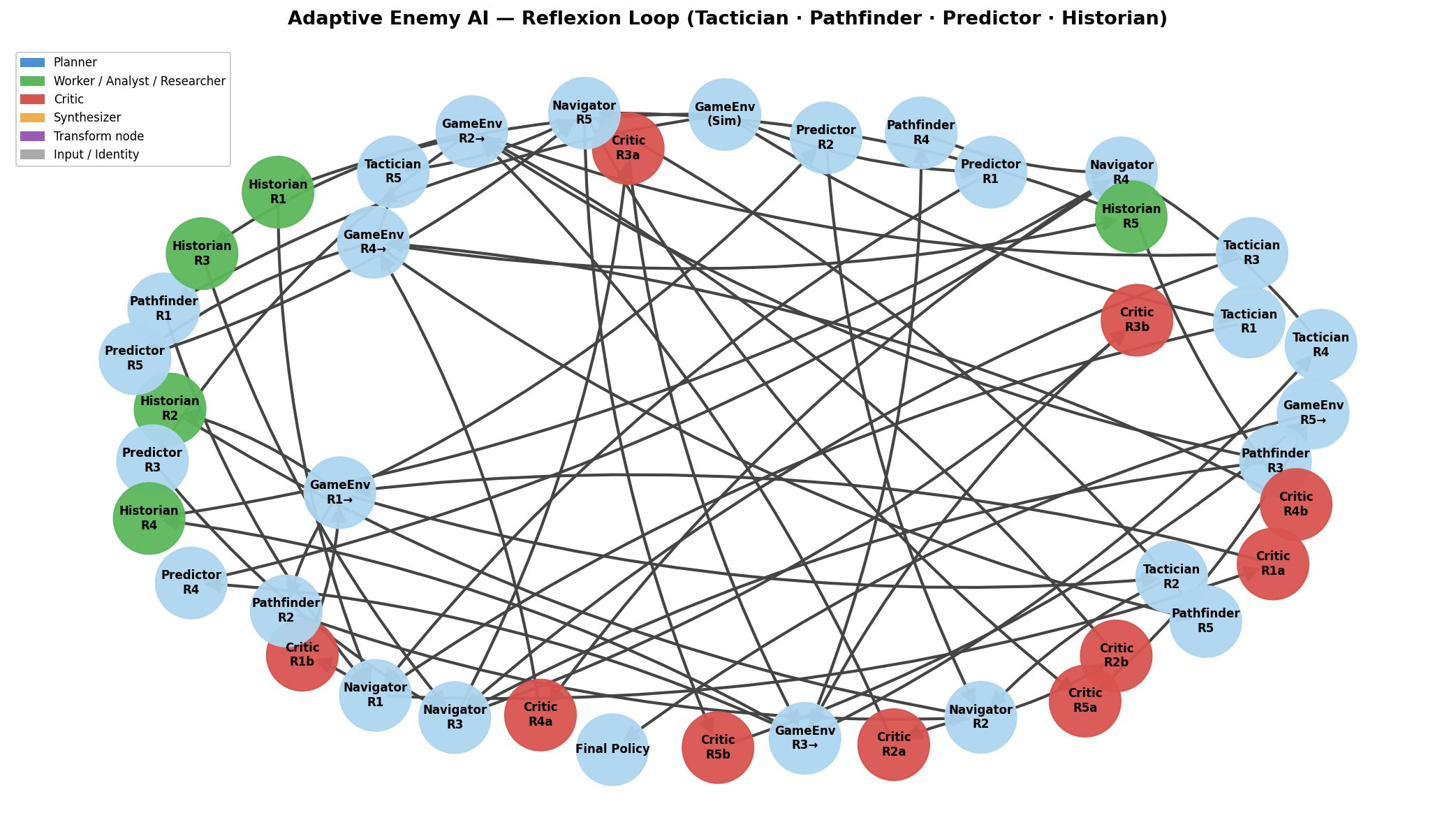 Adaptive Enemy AI — Reflexion Loop (Tactician · Pathfinder · Predictor · Historian)
Planner
Worker / Analyst / Researcher
Critic
Synthesizer
Transform node
Input / Identity
Navigator
R5
GameEnv
(Sim)
GameEnv
R2→
Critic
R3a
Predictor
R2
Pathfinder
R4
Tactician
R5
Predictor
R1
Navigator
R4
Historian
R1
Historian
R5
GameEnv
R4→
Historian
R3
Tactician
R3
Pathfinder
R1
Critic
R3b
Tactician
R1
Predictor
R5
Tactician
R4
Historian
R2
GameEnv
R5→
Predictor
R3
Pathfinder
R3
GameEnv
R1→
Critic
R4b
Historian
R4
Critic
R1a
Predictor
R4
Tactician
R2
Pathfinder
R2
Pathfinder
R5
Critic
R1b
Critic
R2b
Navigator
R1
Critic
R5a
Navigator
R3
Critic
R4a
Navigator
R2
Final Policy
Critic
R5b
GameEnv
R3→
Critic
R2a